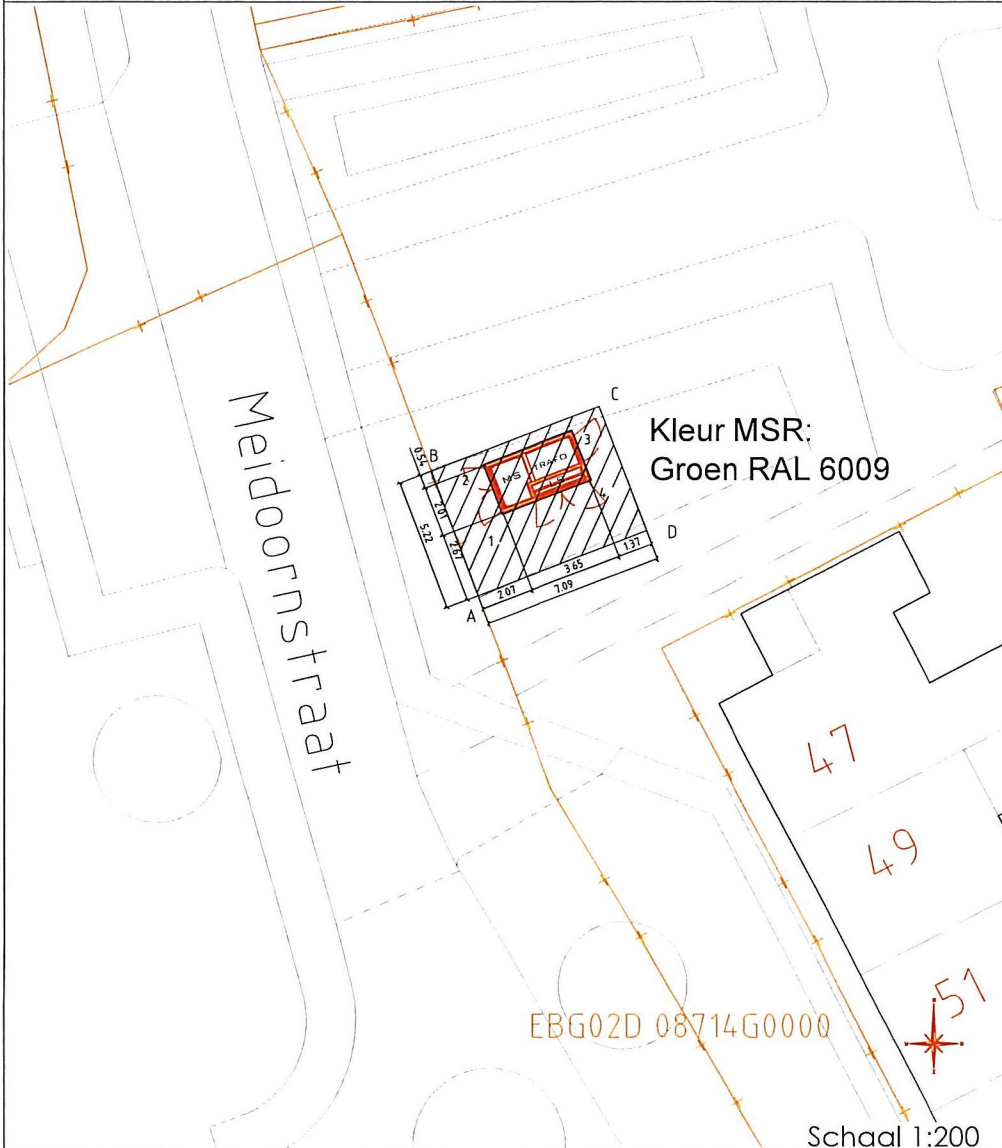 C
B
Kleur MSR:
Groen RAL 6009
0.54
2
3
MS
TRAFO
LS
4
2.01
5.22
2.67
1
D
1.37
3.65
2.07
7.09
A
Meidoornstraat
47
49
51
EBG02D 08714G0000
Schaal 1:200